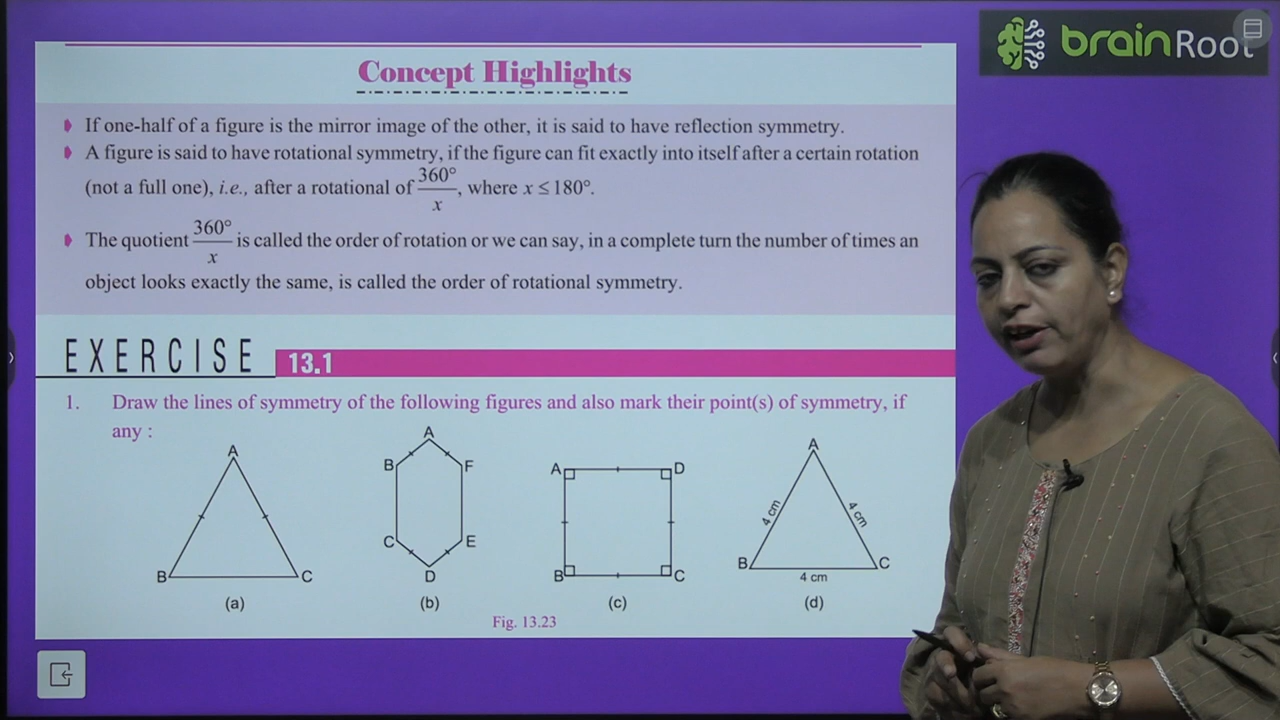 brainRoot
Concept Highlights
If one-half of a figure is the mirror image of the other, it is said to have reflection symmetry.
A figure is said to have rotational symmetry, if the figure can fit exactly into itself after a certain rotation
(not a full one), i.e., after a rotational of 360°/x, where x ≤ 180°.
The quotient 360°/x is called the order of rotation or we can say, in a complete turn the number of times an
object looks exactly the same, is called the order of rotational symmetry.
EXERCISE 13.1
1. Draw the lines of symmetry of the following figures and also mark their point(s) of symmetry, if
any :
A
B C
(a)
A
B F
C E
D
(b)
A D
B C
(c)
A
4 cm 4 cm
B C
4 cm
(d)
Fig. 13.23